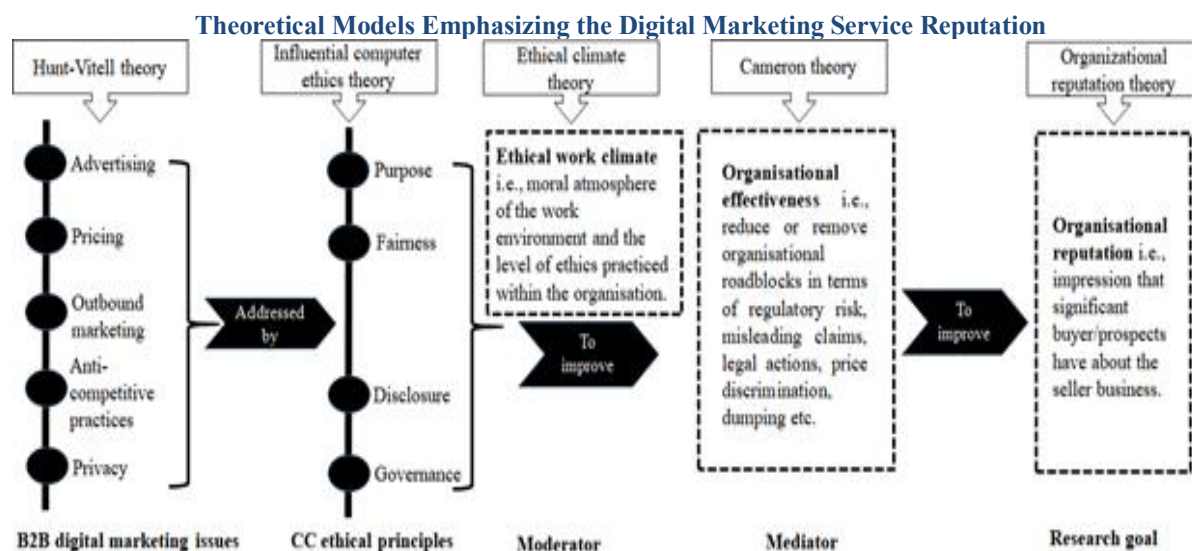 Theoretical Models Emphasizing the Digital Marketing Service Reputation
Hunt-Vitell theory
Influential computer
ethics theory
Ethical climate
theory
Cameron theory
Organizational
reputation theory
Advertising
Pricing
Outbound
marketing
Anti-
competitive
practices
Privacy
Addressed
by
Purpose
Fairness
Disclosure
Governance
Ethical work climate
i.e., moral atmosphere
of the work
environment and the
level of ethics practiced
within the organisation.
To
improve
Organisational
effectiveness i.e.,
reduce or remove
organisational
roadblocks in terms
of regulatory risk,
misleading claims,
legal actions, price
discrimination,
dumping etc.
To
improve
Organisational
reputation i.e.,
impression that
significant
buyer/prospects
have about the
seller business.
B2B digital marketing issues
CC ethical principles
Moderator
Mediator
Research goal